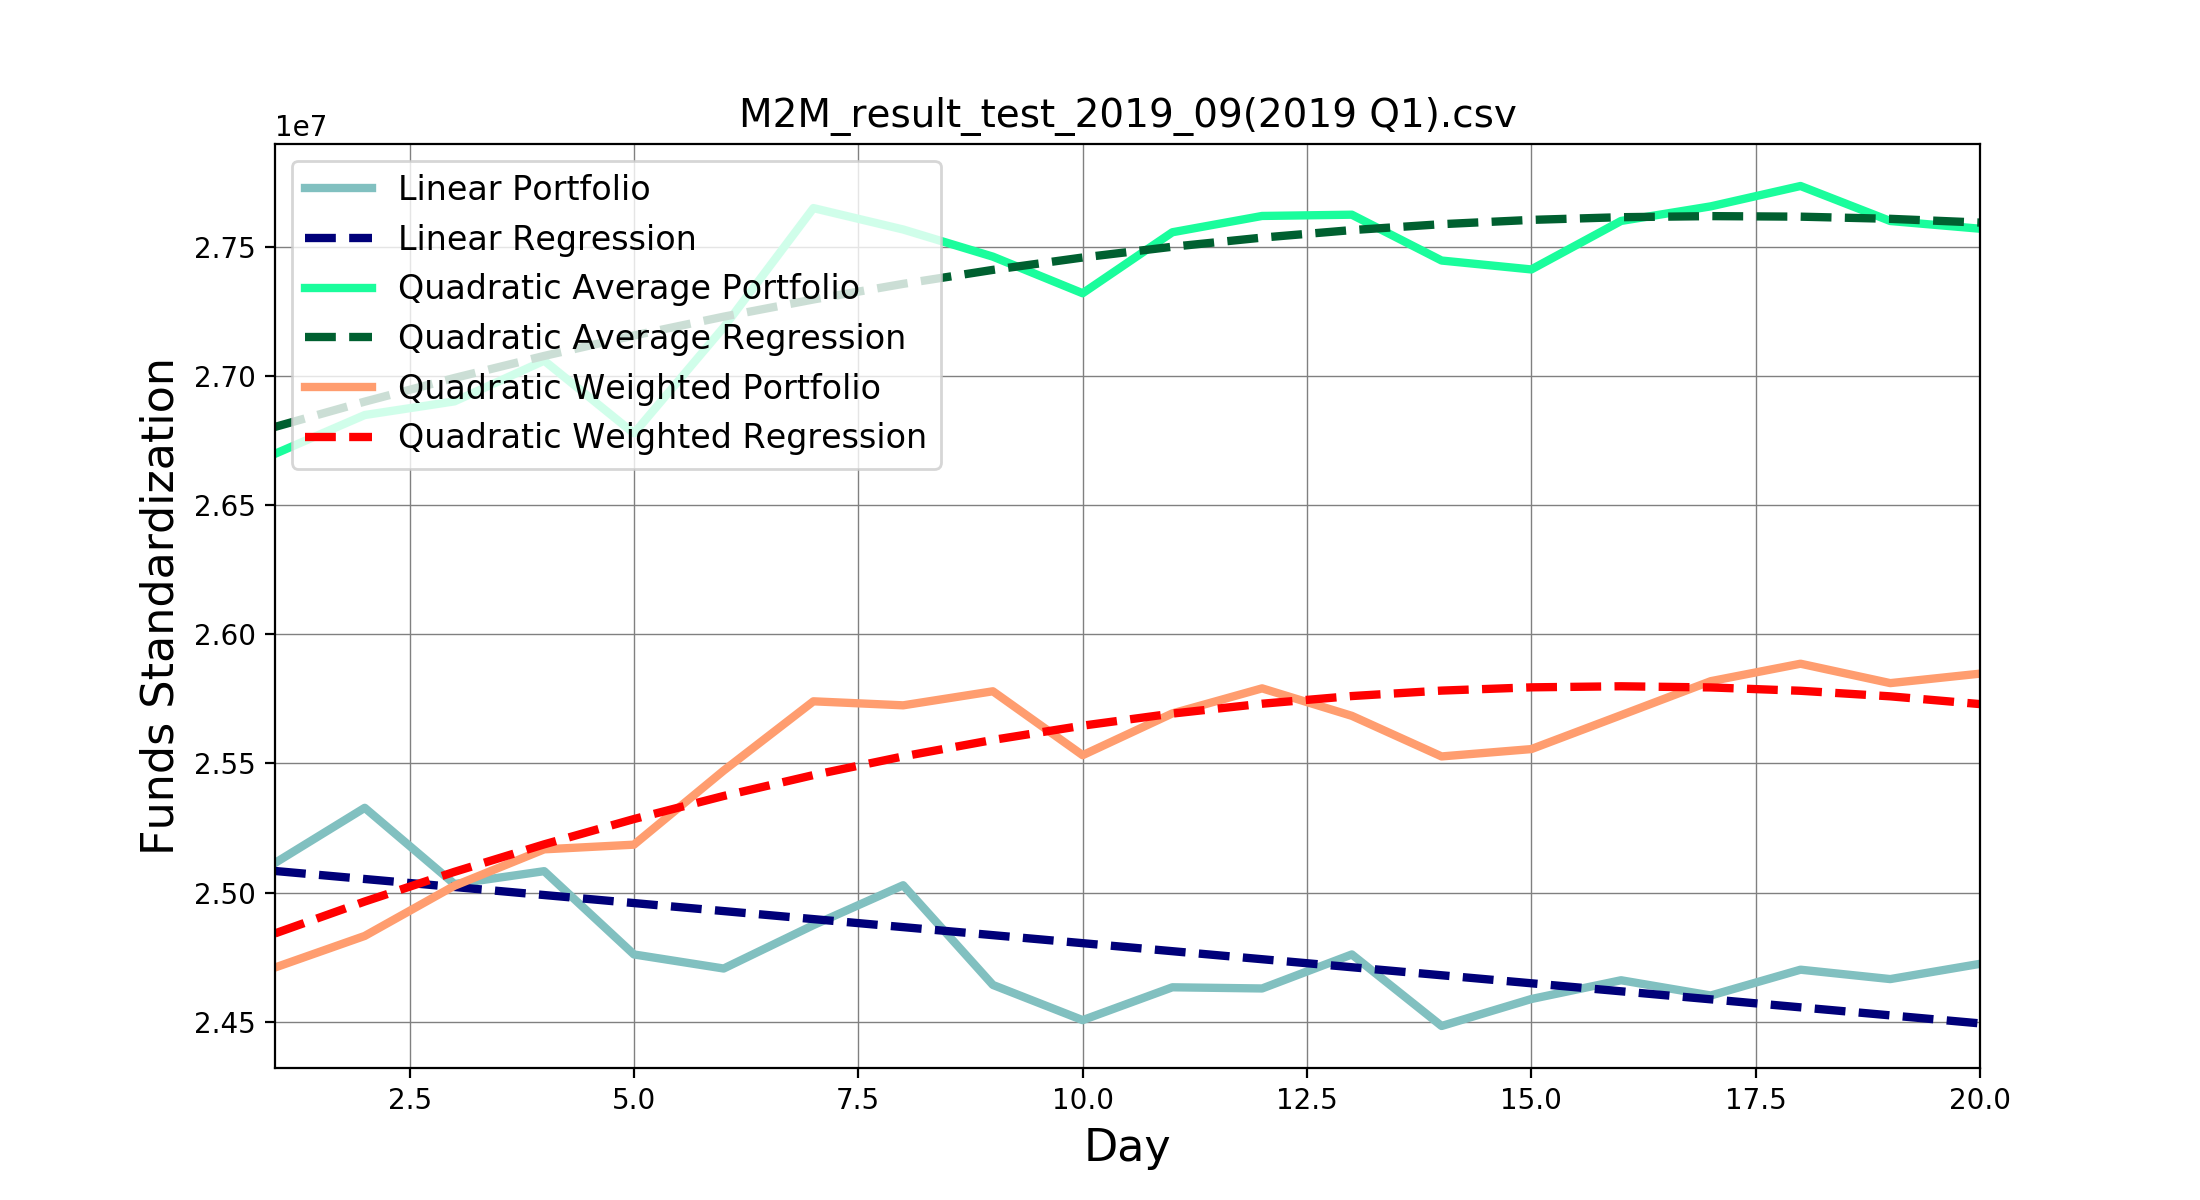 M2M_result_test_2019_09(2019 Q1).csv
1e7
Linear Portfolio
Linear Regression
Quadratic Average Portfolio
Quadratic Average Regression
Quadratic Weighted Portfolio
Quadratic Weighted Regression
Funds Standardization
2.75
2.70
2.65
2.60
2.55
2.50
2.45
2.5 5.0 7.5 10.0 12.5 15.0 17.5 20.0
Day